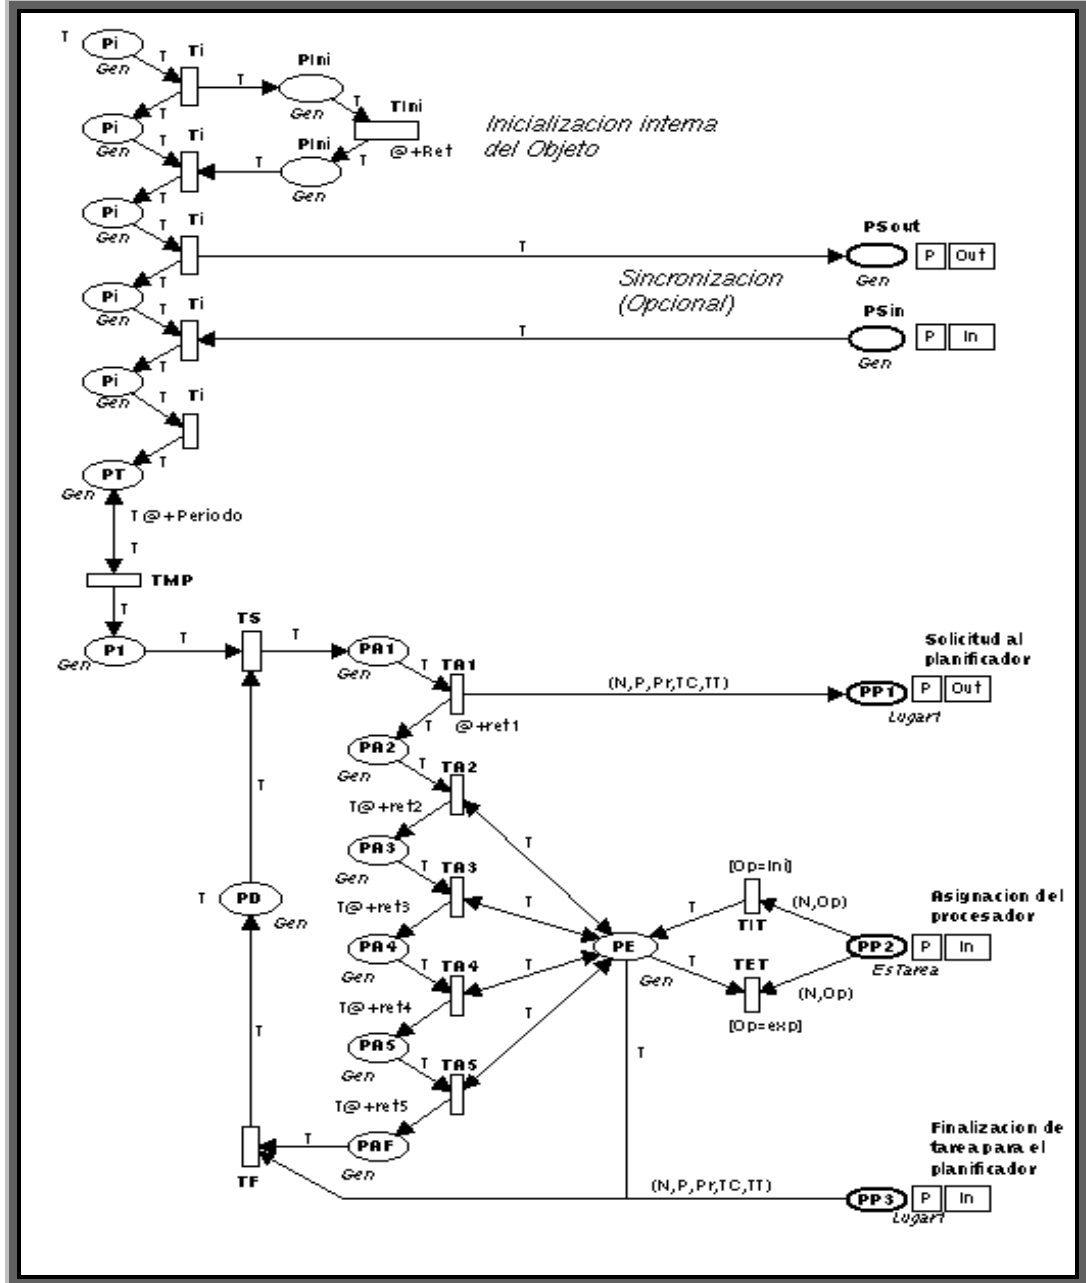 T
Pi
T
Ti
Gen
T
PIni
T
T
TIni
Gen
Pi
T
Ti
Gen
PIni
@+Ret
T
T
Gen
Inicializacion interna
del Objeto
T
Pi
T
Ti
Gen
T
PSout
P
Out
Gen
T
Sincronizacion
(Opcional)
Pi
T
Ti
Gen
T
PSin
P
In
Gen
T
Pi
T
Ti
Gen
T
PT
Gen
T@+Periodo
T
TMP
T
TS
P1
T
T
PA1
Gen
Gen
T
TA1
(N,P,Pr,TC,TT)
Solicitud al
planificador
PP1
P
Out
Lugar1
T
@+ret1
PA2
T
TA2
Gen
T
T@+ret2
T
PA3
T
TA3
Gen
T
[Op=Ini]
T
(N,Op)
TIT
Asignacion del
procesador
T
PD
Gen
T@+ret3
PA4
T
TA4
Gen
T
PE
Gen
T
TET
PP2
P
In
EsTarea
(N,Op)
[Op=exp]
T@+ret4
T
T
PA5
T
TA5
Gen
T
T@+ret5
T
PAF
Gen
TF
Finalizacion de
tarea para el
planificador
(N,P,Pr,TC,TT)
PP3
P
In
Lugar1